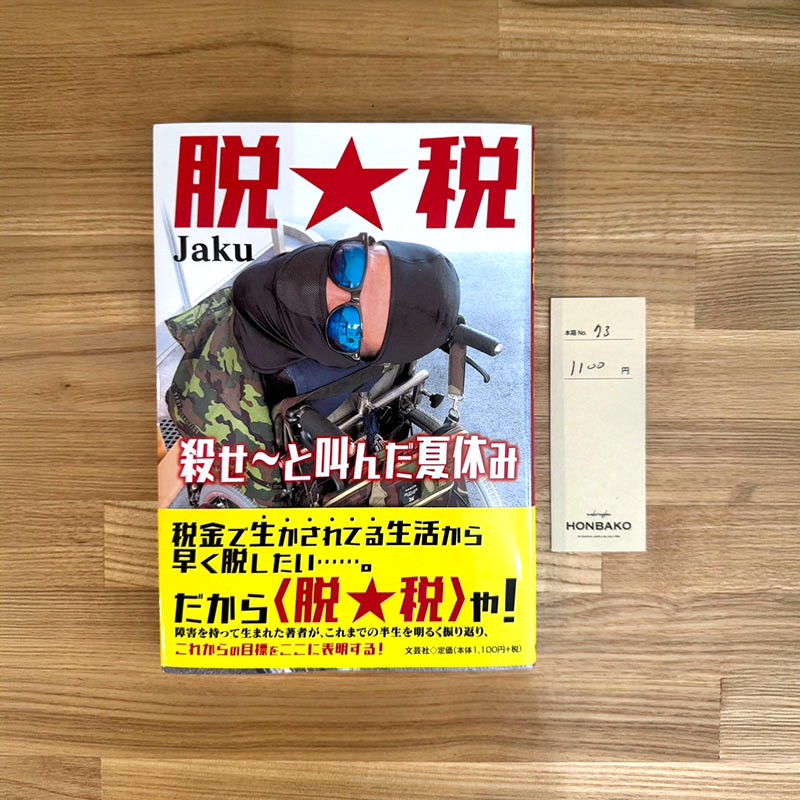 脱★税
Jaku
殺せ〜と叫んだ夏休み
税金で生かされてる生活から
早く脱したい……。
だから〈脱★税〉や!
障害を持って生まれた著者が、これまでの半生を明るく振り返り、
これからの目標をここに表明する!
文芸社◇定価(本体1,100円+税)
本箱 No. 73
1100 円
HONBAKO